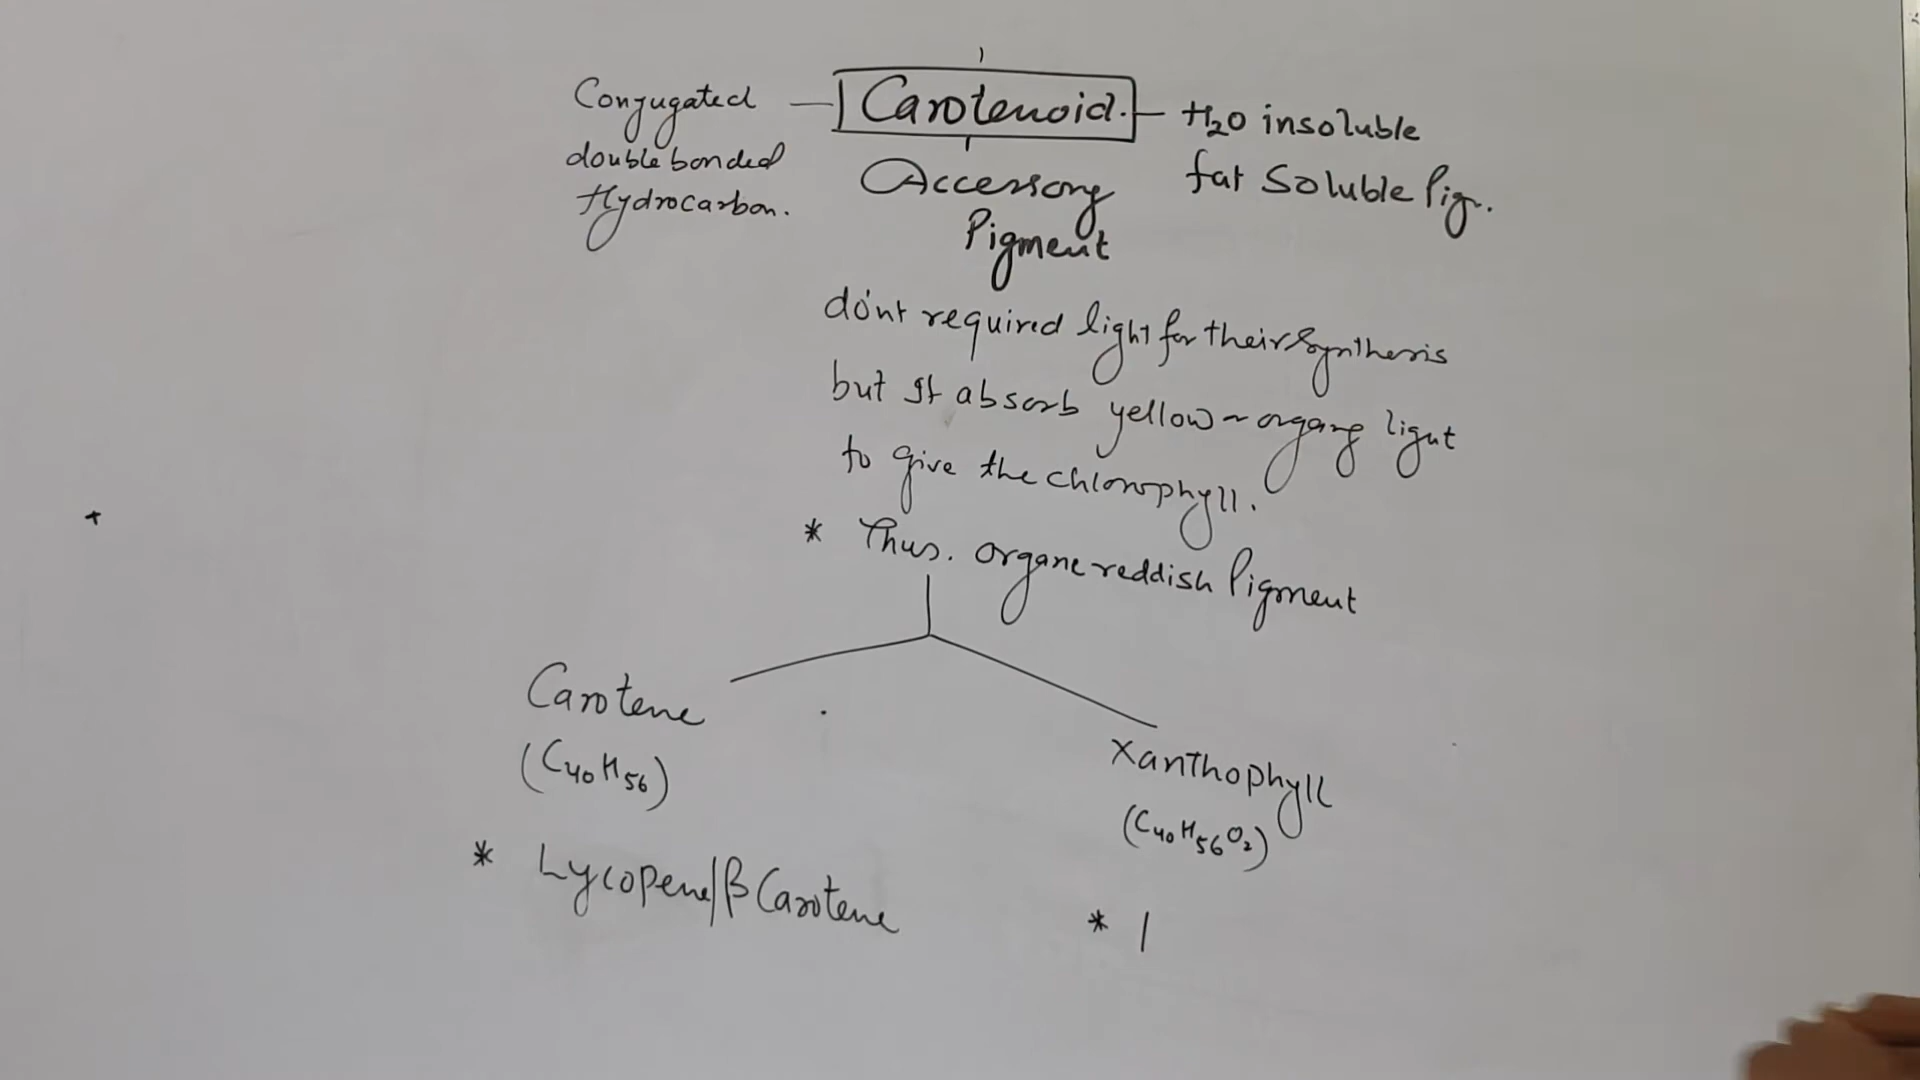 Conjugated
double bonded
Hydrocarbon.
Carotenoid.
H₂O insoluble
fat Soluble Pig.
Accessory
Pigment
don't required light for their synthesis
but It absorb yellow ~ organg light
to give the chlorophyll.
* Thus. organe reddish Pigment
Carotene
(C₄₀H₅₆)
* Lycopene/β Carotene
Xanthophyll
(C₄₀H₅₆O₂)
*